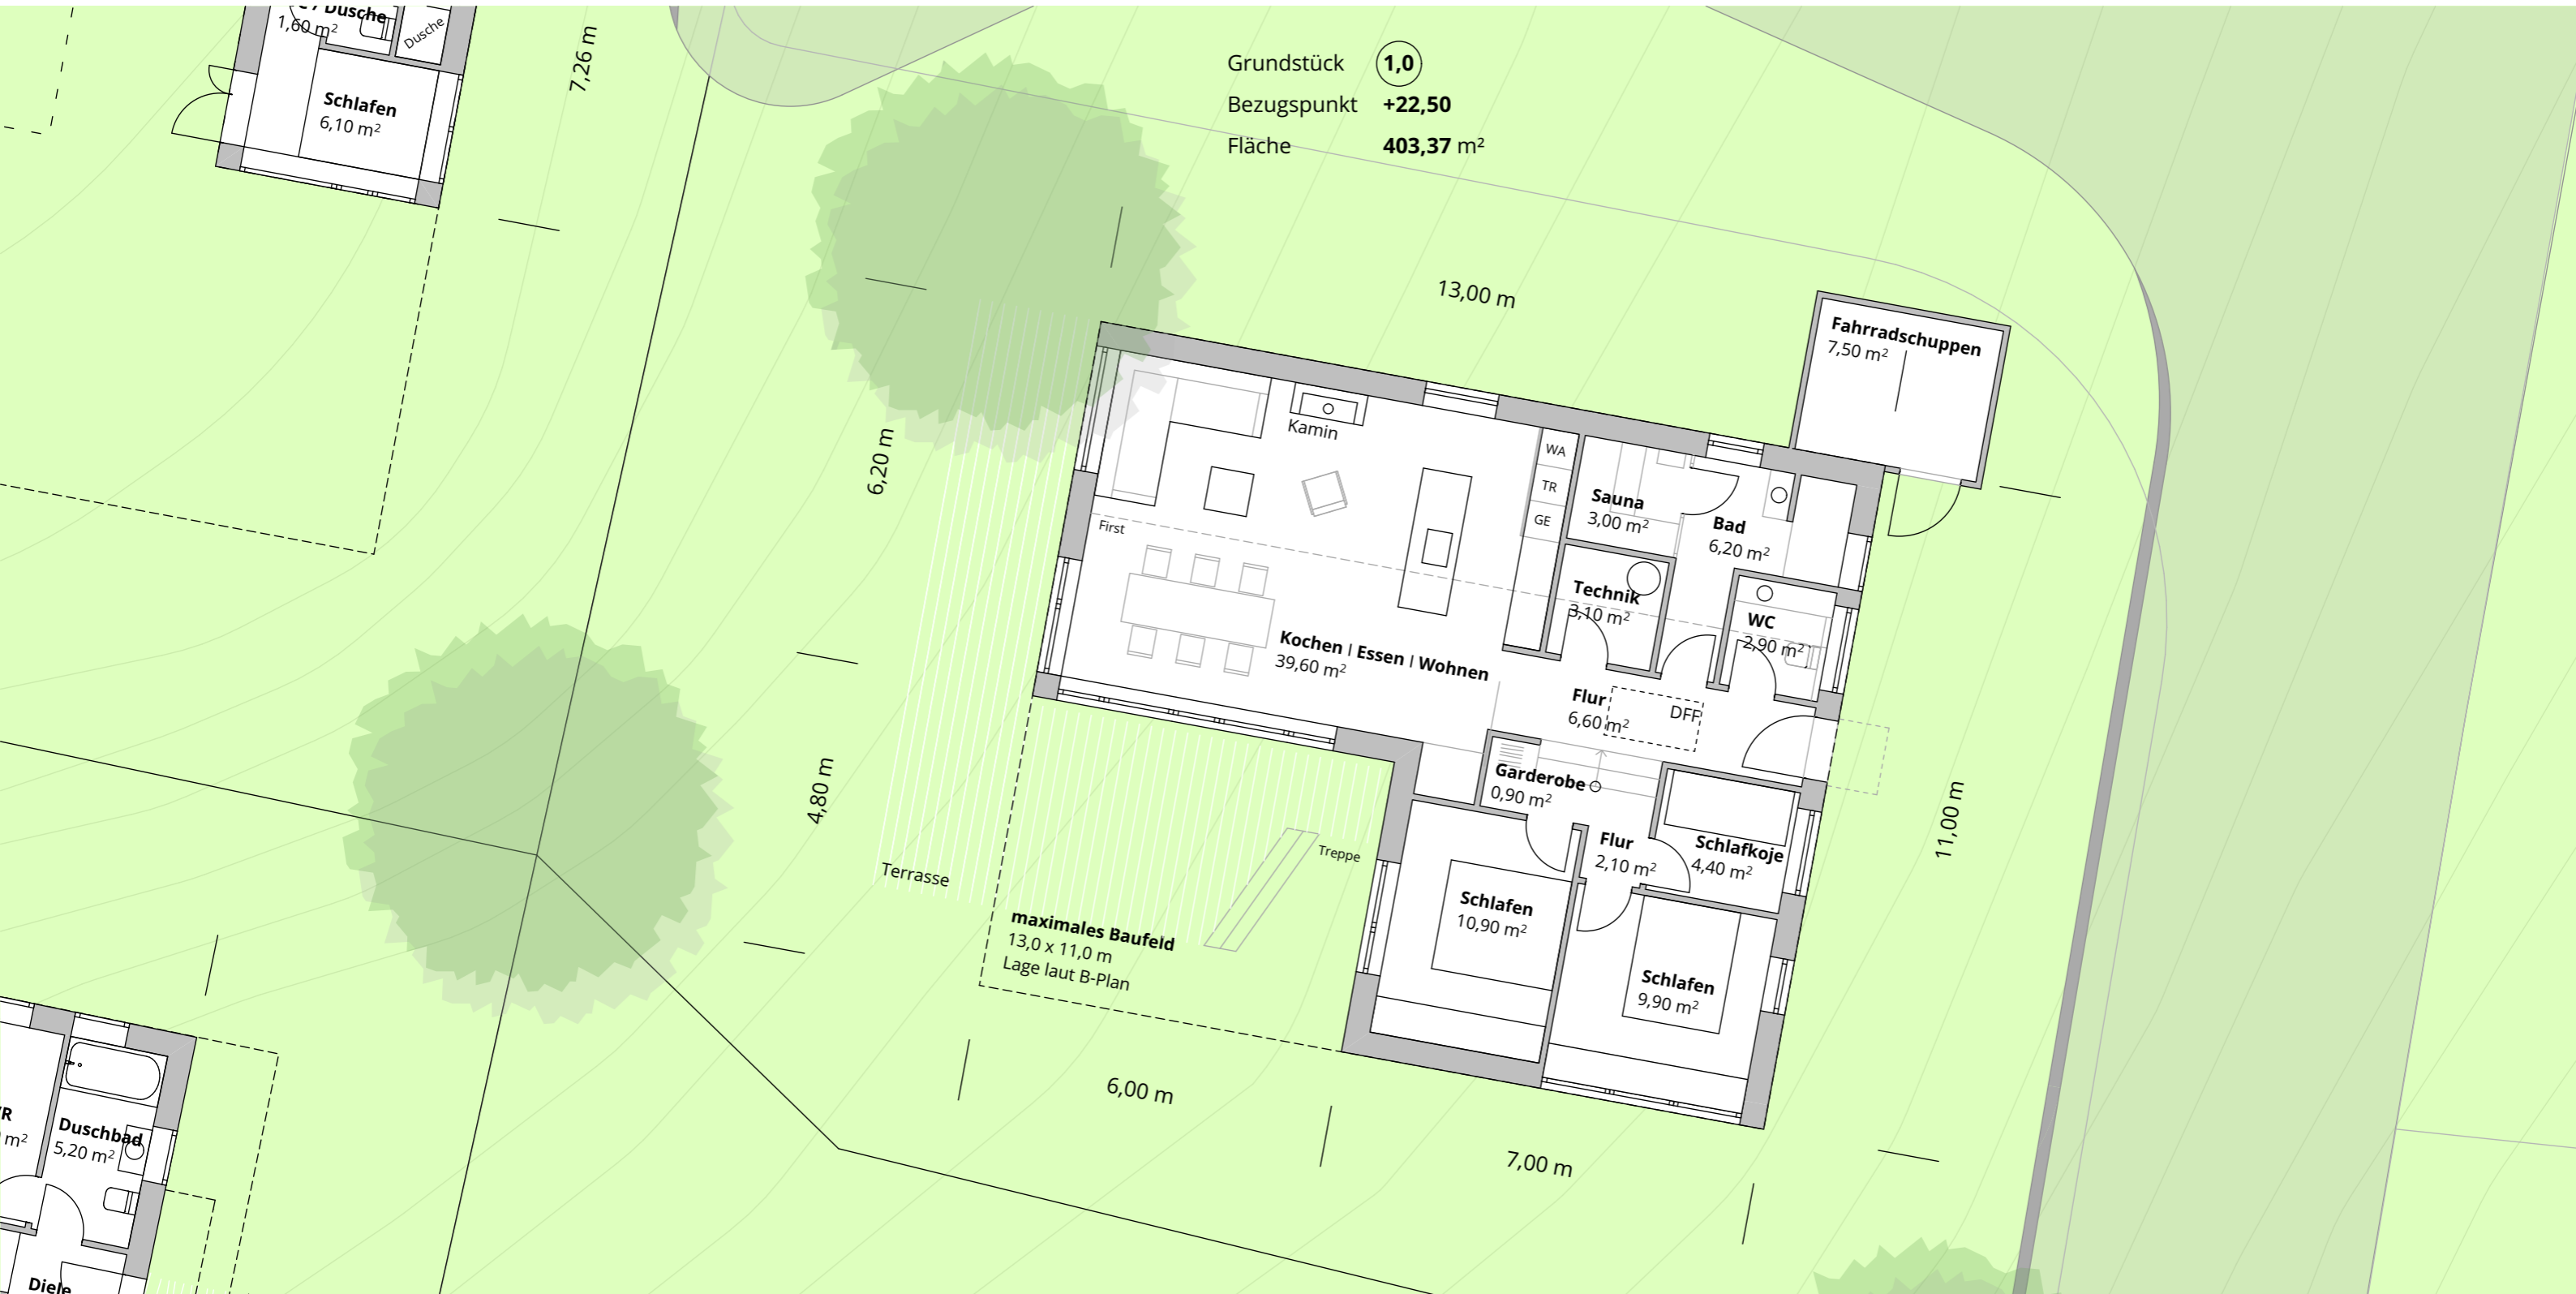 Dusche
1,60 m²
Dusche
Schlafen
6,10 m²
7,26 m
Grundstück 1,0
Bezugspunkt +22,50
Fläche 403,37 m²
13,00 m
Fahrradschuppen
7,50 m²
6,20 m
Kamin
WA
TR
GE
Sauna
3,00 m²
Bad
6,20 m²
First
Technik
3,10 m²
WC
2,90 m²
Kochen | Essen | Wohnen
39,60 m²
Flur
6,60 m²
DFF
Garderobe
0,90 m²
4,80 m
11,00 m
Treppe
Flur
2,10 m²
Schlafkoje
4,40 m²
Terrasse
Schlafen
10,90 m²
maximales Baufeld
13,0 x 11,0 m
Lage laut B-Plan
Schlafen
9,90 m²
6,00 m
7,00 m
R
m²
Duschbad
5,20 m²
Diele